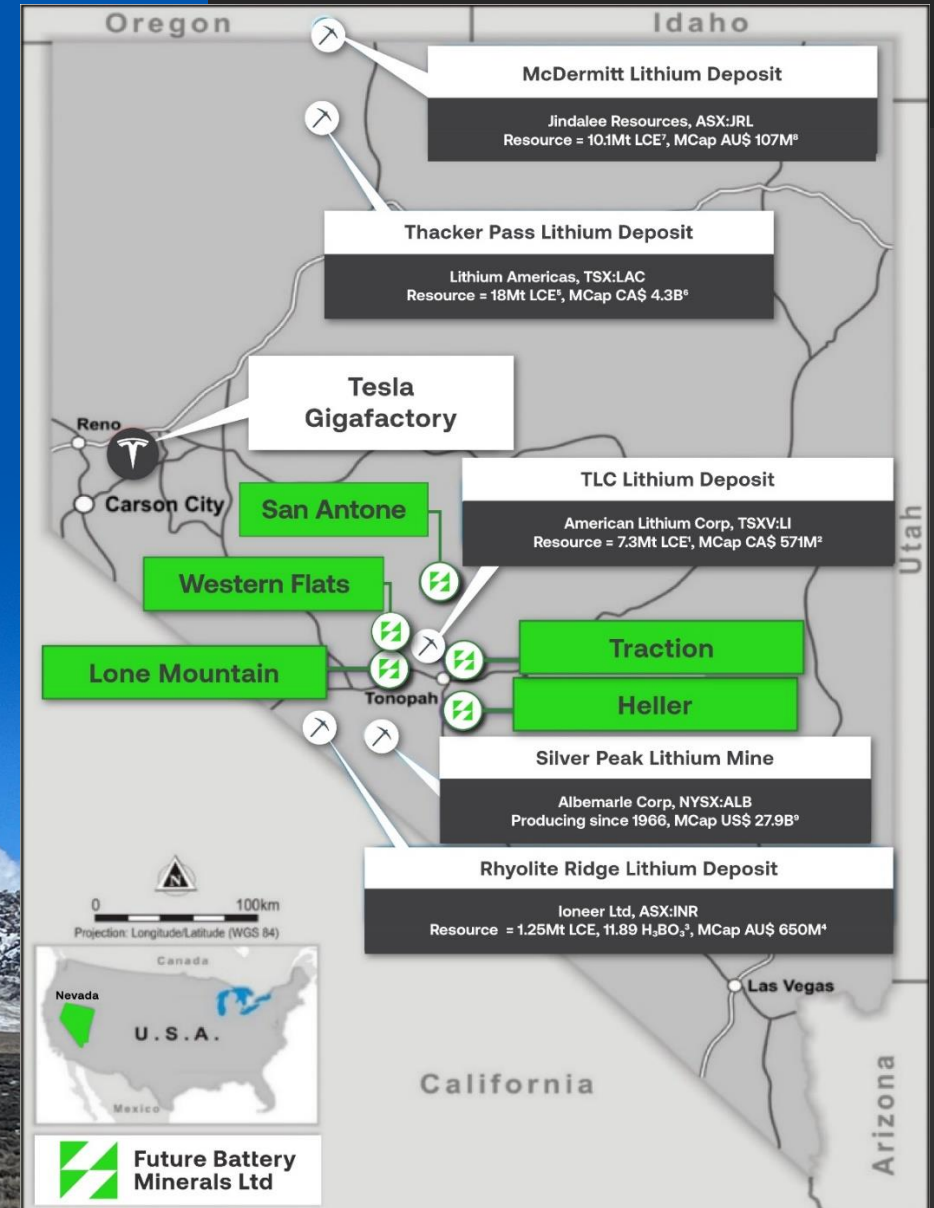 Oregon
Idaho
McDermitt Lithium Deposit
Jindalee Resources, ASX:JRL
Resource = 10.1Mt LCE⁷, MCap AU$ 107M⁸
Thacker Pass Lithium Deposit
Lithium Americas, TSX:LAC
Resource = 18Mt LCE⁵, MCap CA$ 4.3B⁶
Tesla
Gigafactory
Reno
Carson City
TLC Lithium Deposit
American Lithium Corp, TSXV:LI
Resource = 7.3Mt LCE¹, MCap CA$ 571M²
San Antone
Utah
Western Flats
Traction
Lone Mountain
Tonopah
Heller
Silver Peak Lithium Mine
Albemarle Corp, NYSX:ALB
Producing since 1966, MCap US$ 27.9B⁹
Rhyolite Ridge Lithium Deposit
Ioneer Ltd, ASX:INR
Resource = 1.25Mt LCE, 11.89 H₃BO₃³, MCap AU$ 650M⁴
N
0 100km
Projection: Longitude/Latitude (WGS 84)
Canada
Nevada
U.S.A.
Mexico
Las Vegas
California
Arizona
Future Battery
Minerals Ltd